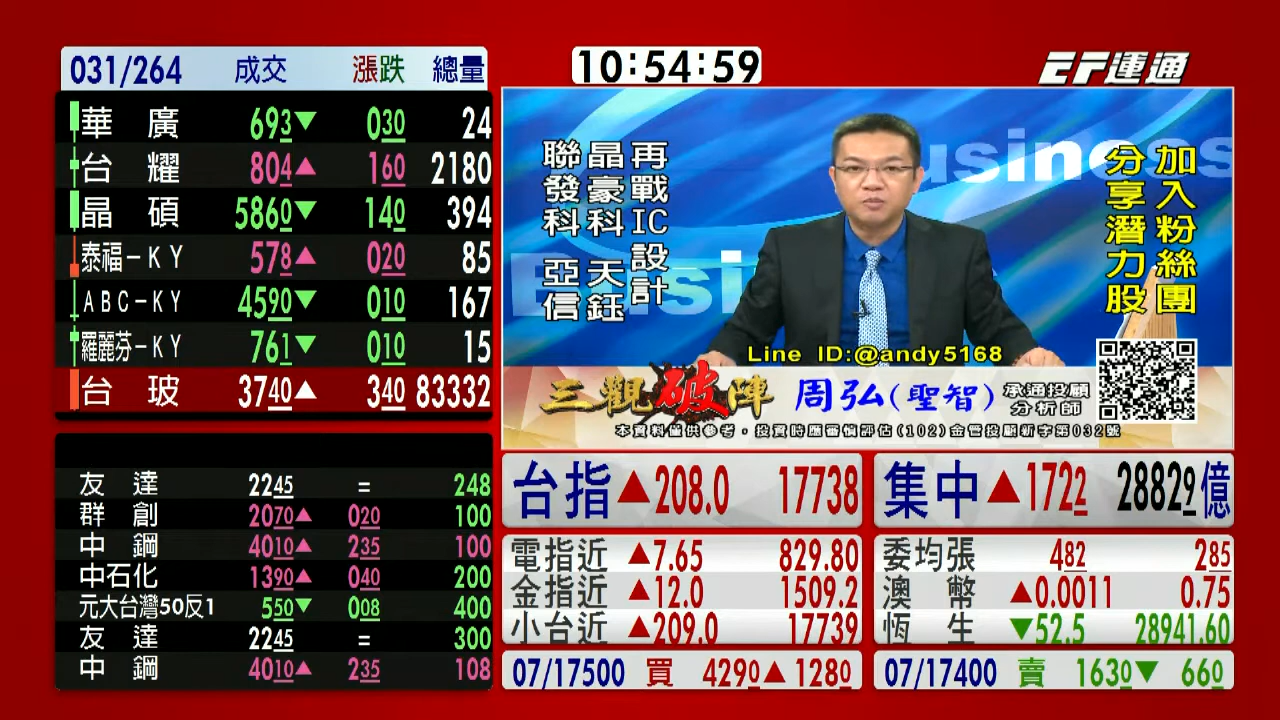 031/264 成交 漲跌 總量
華廣 693▼ 030 24
台耀 804▲ 160 2180
晶碩 5860▼ 140 394
泰福-KY 578▲ 020 85
ABC-KY 4590▼ 010 167
羅麗芬-KY 761▼ 010 15
台玻 3740▲ 340 83332
友達 2245 = 248
群創 2070▲ 020 100
中鋼 4010▲ 235 100
中石化 1390▲ 040 200
元大台灣50反1 550▼ 008 400
友達 2245 = 300
中鋼 4010▲ 235 108
10:54:59
EF運通
Business
Busi
再戰IC設計
晶豪科 天鈺
聯發科 亞信
加入粉絲團
分享潛力股
Line ID:@andy5168
三觀破陣 周弘(聖智) 承通投顧
分析師
本資料僅供參考,投資時應審慎評估(102)金管投顧新字第032號
台指▲208.0 17738
集中▲1722 28829億
電指近 ▲7.65 829.80
金指近 ▲12.0 1509.2
小台近 ▲209.0 17739
委均張 482 285
澳幣 ▲0.0011 0.75
恆生 ▼52.5 28941.60
07/17500 買 4290▲1280
07/17400 賣 1630▼ 660